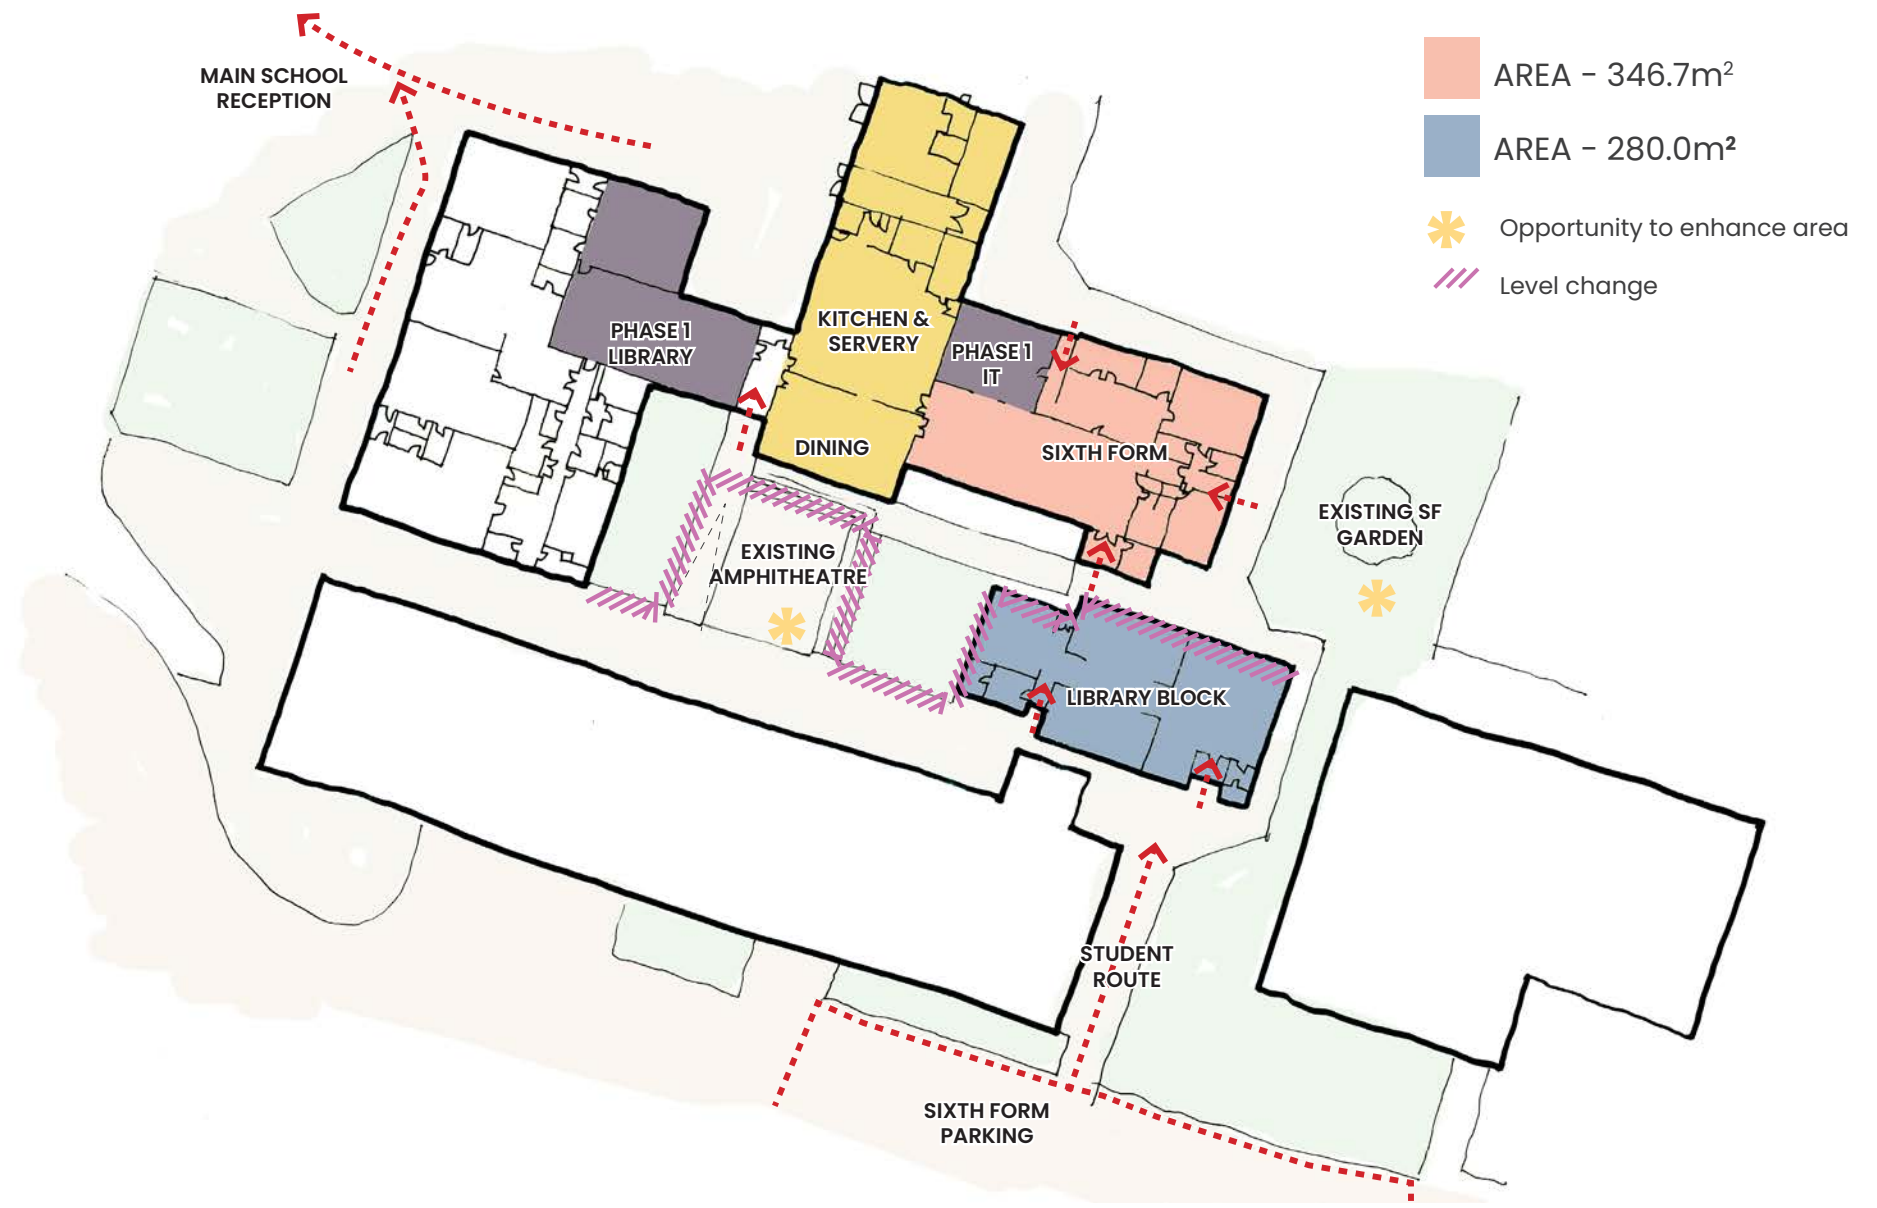 MAIN SCHOOL
RECEPTION
AREA - 346.7m²
AREA - 280.0m²
Opportunity to enhance area
Level change
KITCHEN &
SERVERY
PHASE 1
LIBRARY
PHASE 1
IT
DINING
SIXTH FORM
EXISTING SF
GARDEN
EXISTING
AMPHITHEATRE
LIBRARY BLOCK
STUDENT
ROUTE
SIXTH FORM
PARKING